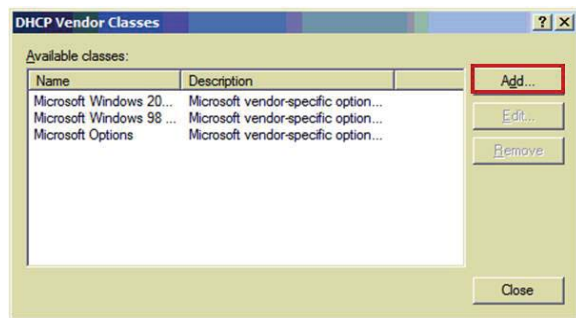 DHCP Vendor Classes
? ×
Available classes:
Name Description
Microsoft Windows 20... Microsoft vendor-specific option...
Microsoft Windows 98 ... Microsoft vendor-specific option...
Microsoft Options Microsoft vendor-specific option...
Add...
Edit...
Remove
Close